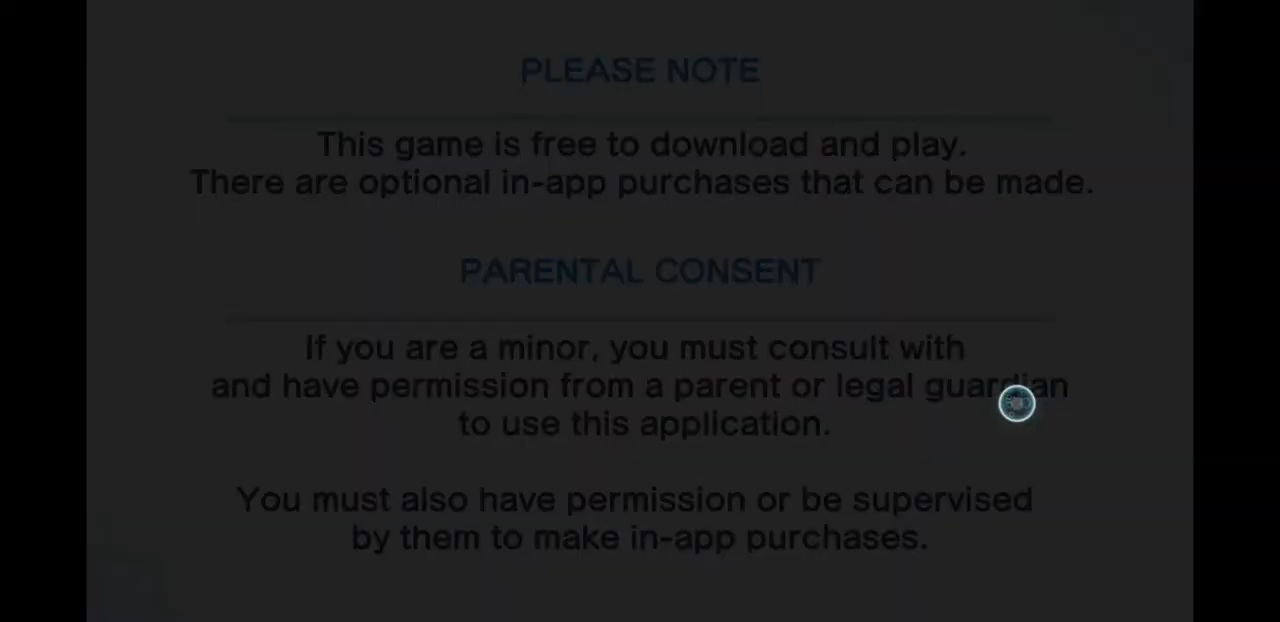 PLEASE NOTE
This game is free to download and play.
There are optional in-app purchases that can be made.
PARENTAL CONSENT
If you are a minor, you must consult with
and have permission from a parent or legal guardian
to use this application.
You must also have permission or be supervised
by them to make in-app purchases.